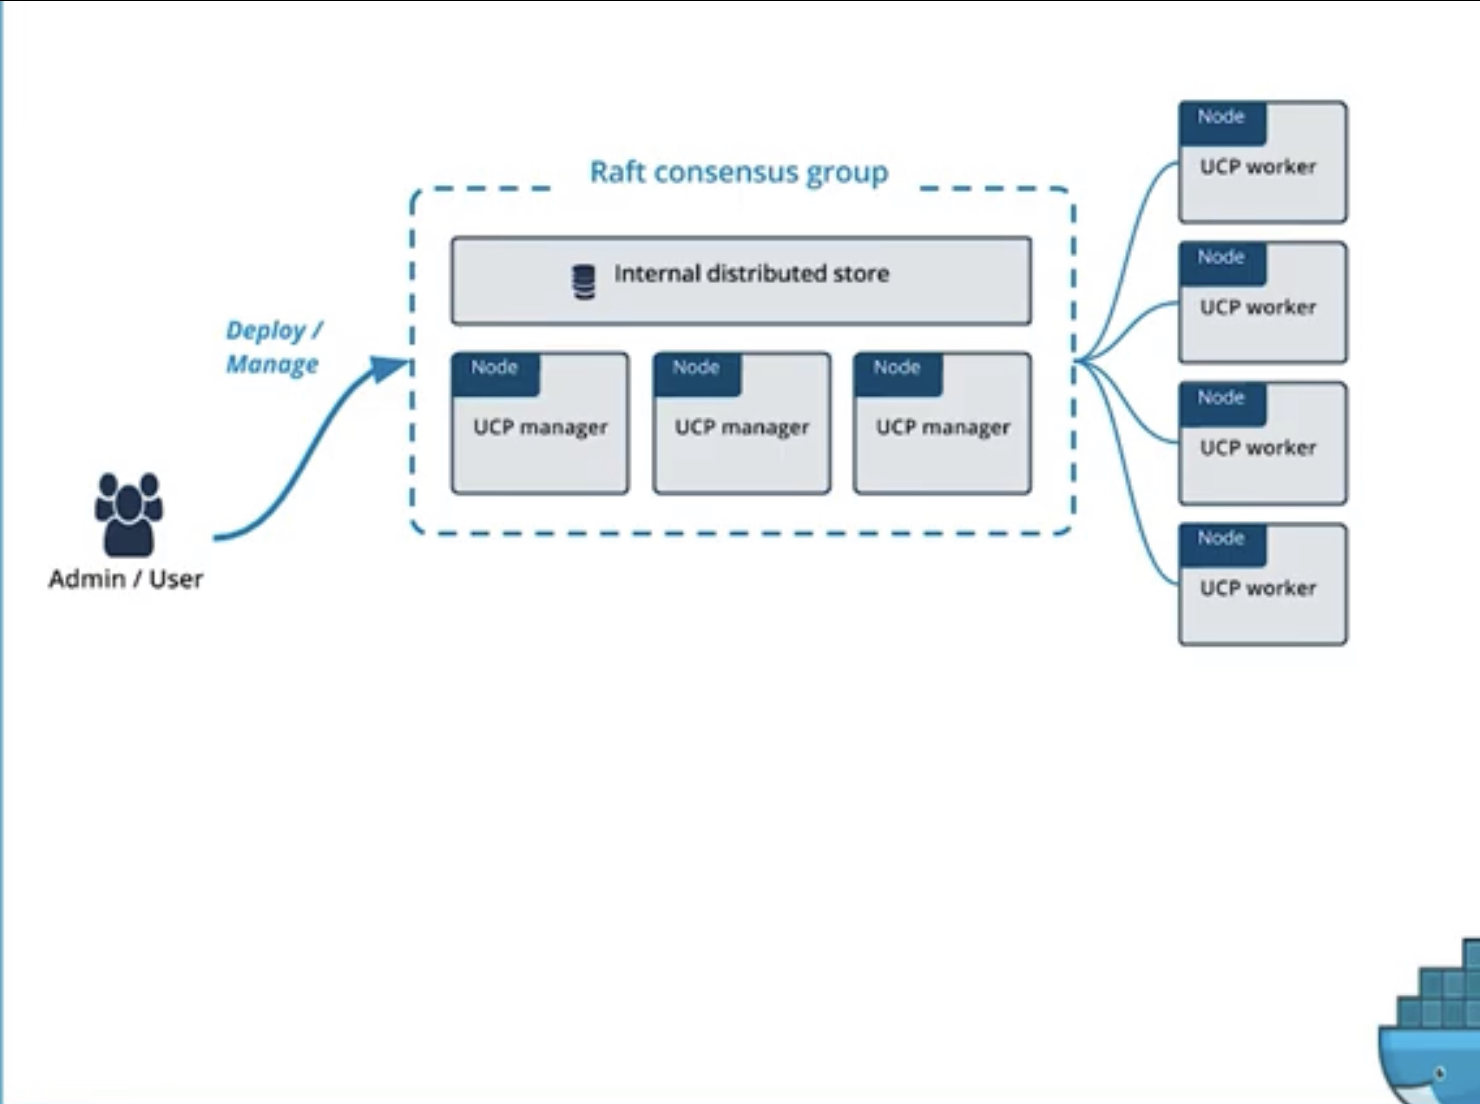 Raft consensus group
Internal distributed store
Deploy /
Manage
Node
UCP manager
Node
UCP manager
Node
UCP manager
Admin / User
Node
UCP worker
Node
UCP worker
Node
UCP worker
Node
UCP worker